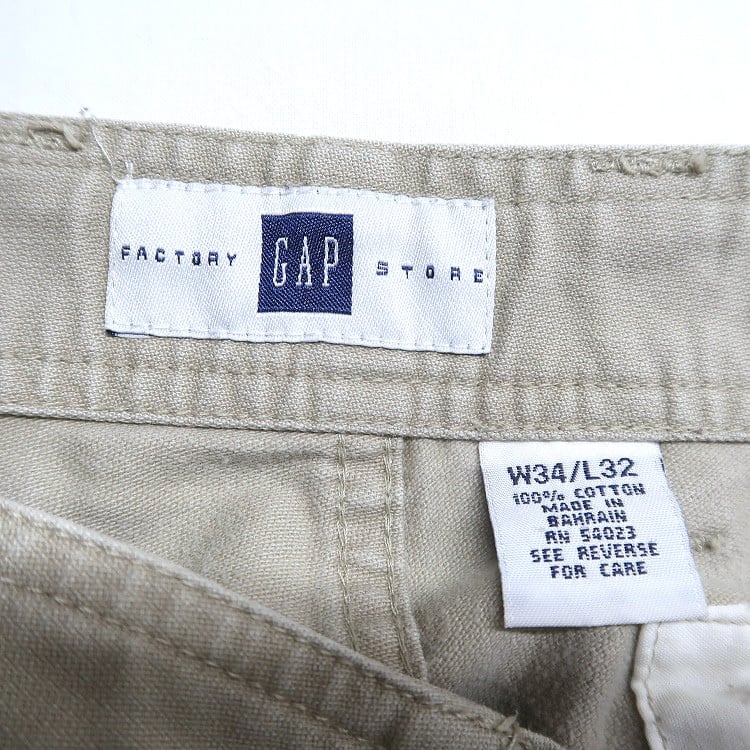 FACTORY GAP STORE
W34/L32
100% COTTON
MADE IN
BAHRAIN
RN 54023
SEE REVERSE
FOR CARE